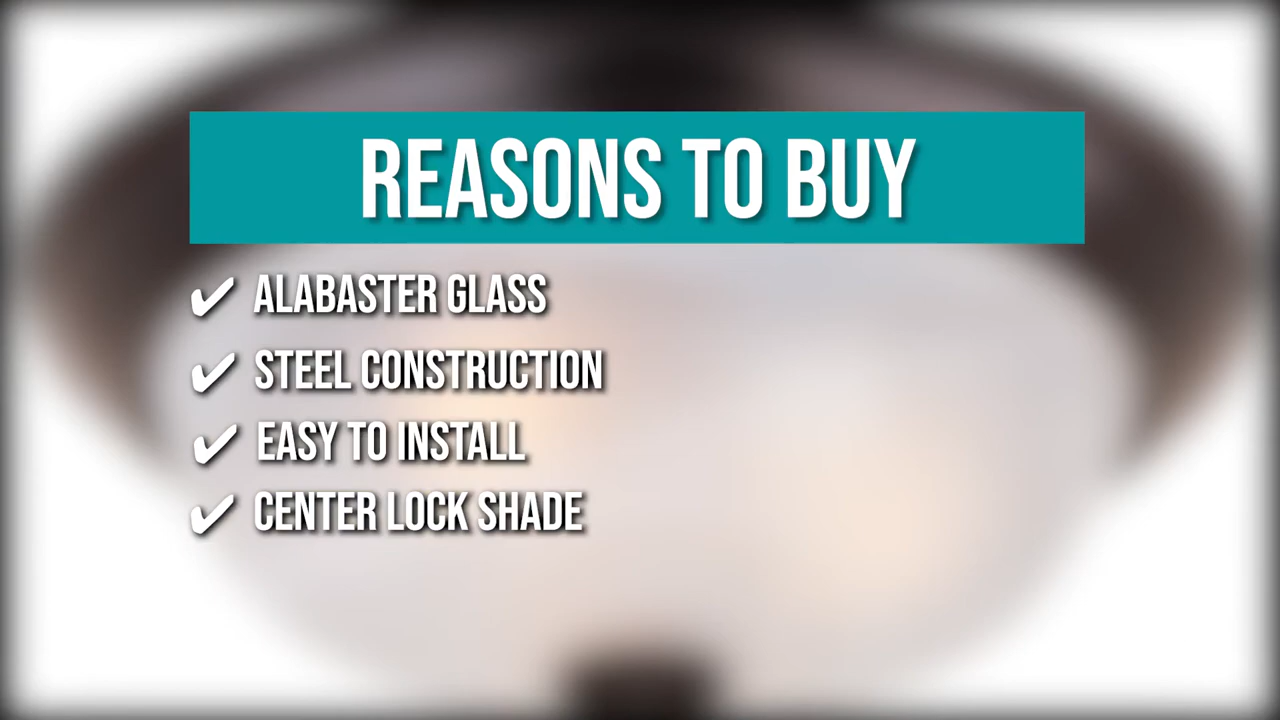 REASONS TO BUY
✔ ALABASTER GLASS
✔ STEEL CONSTRUCTION
✔ EASY TO INSTALL
✔ CENTER LOCK SHADE